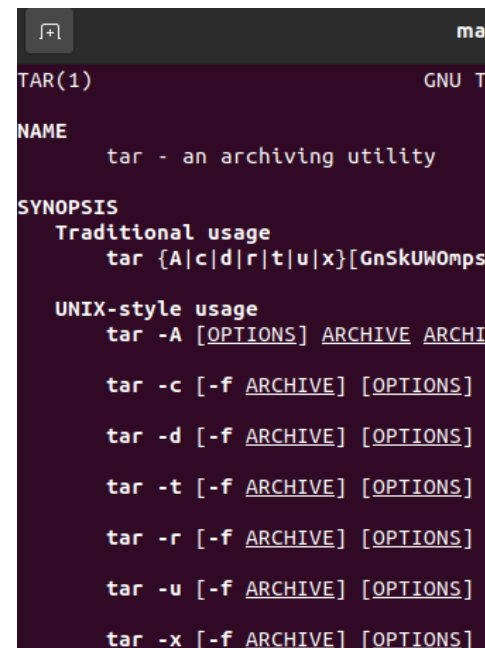 ma
TAR(1) GNU T
NAME
tar - an archiving utility
SYNOPSIS
Traditional usage
tar {A|c|d|r|t|u|x}[GnSkUWOmps
UNIX-style usage
tar -A [OPTIONS] ARCHIVE ARCHI
tar -c [-f ARCHIVE] [OPTIONS]
tar -d [-f ARCHIVE] [OPTIONS]
tar -t [-f ARCHIVE] [OPTIONS]
tar -r [-f ARCHIVE] [OPTIONS]
tar -u [-f ARCHIVE] [OPTIONS]
tar -x [-f ARCHIVE] [OPTIONS]